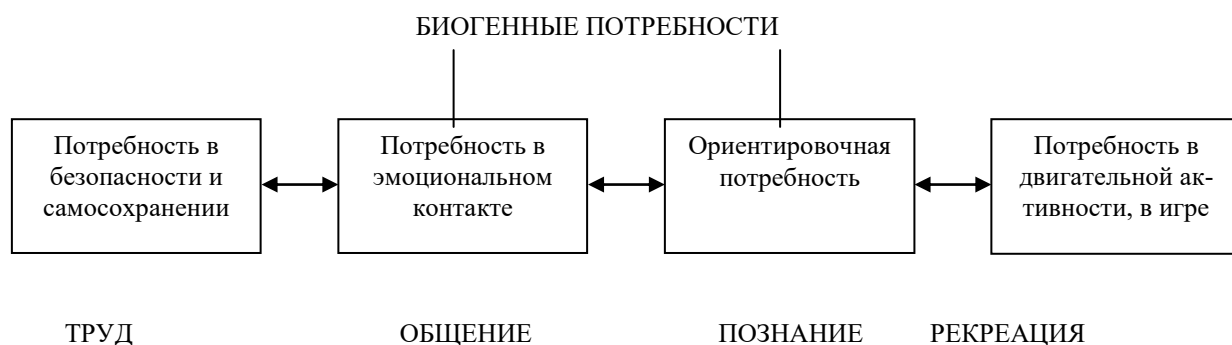 БИОГЕННЫЕ ПОТРЕБНОСТИ
Потребность в
безопасности и
самосохранении
Потребность в
эмоциональном
контакте
Ориентировочная
потребность
Потребность в
двигательной ак-
тивности, в игре
ТРУД
ОБЩЕНИЕ
ПОЗНАНИЕ
РЕКРЕАЦИЯ